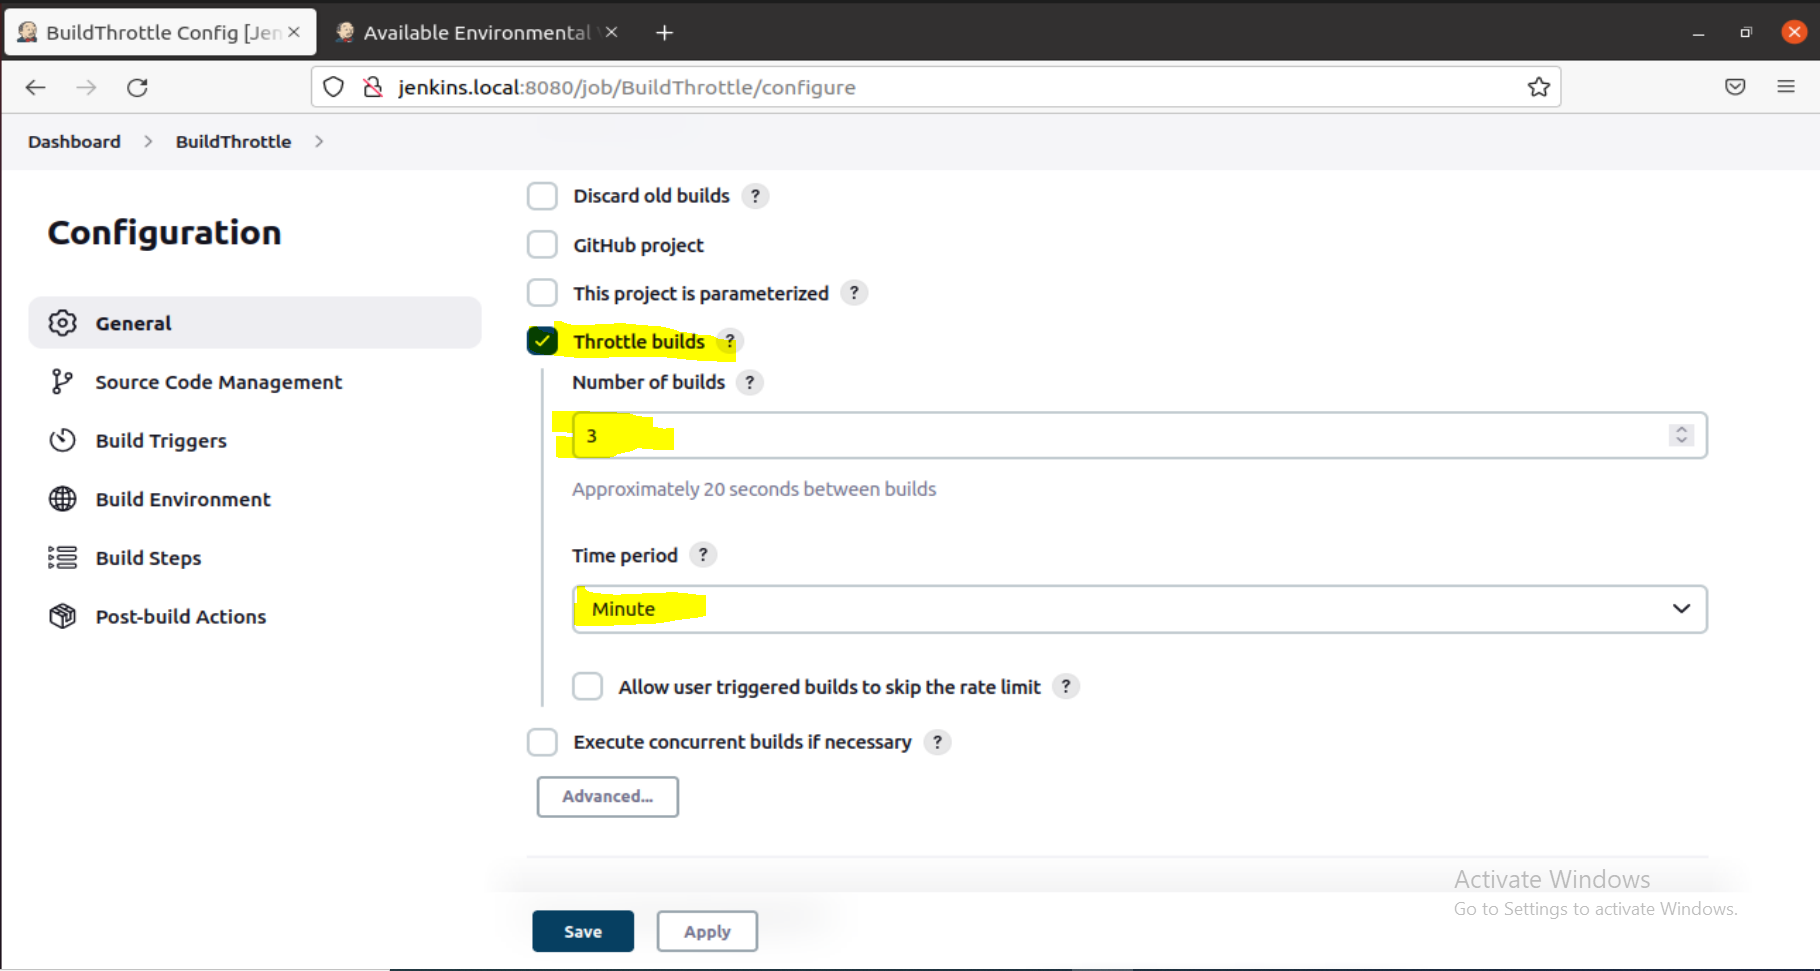 BuildThrottle Config [Jen
Available Environmental
jenkins.local:8080/job/BuildThrottle/configure
Dashboard
BuildThrottle
Configuration
General
Source Code Management
Build Triggers
Build Environment
Build Steps
Post-build Actions
Discard old builds ?
GitHub project
This project is parameterized ?
Throttle builds ?
Number of builds ?
3
Approximately 20 seconds between builds
Time period ?
Minute
Allow user triggered builds to skip the rate limit ?
Execute concurrent builds if necessary ?
Advanced...
Save
Apply
Activate Windows
Go to Settings to activate Windows.